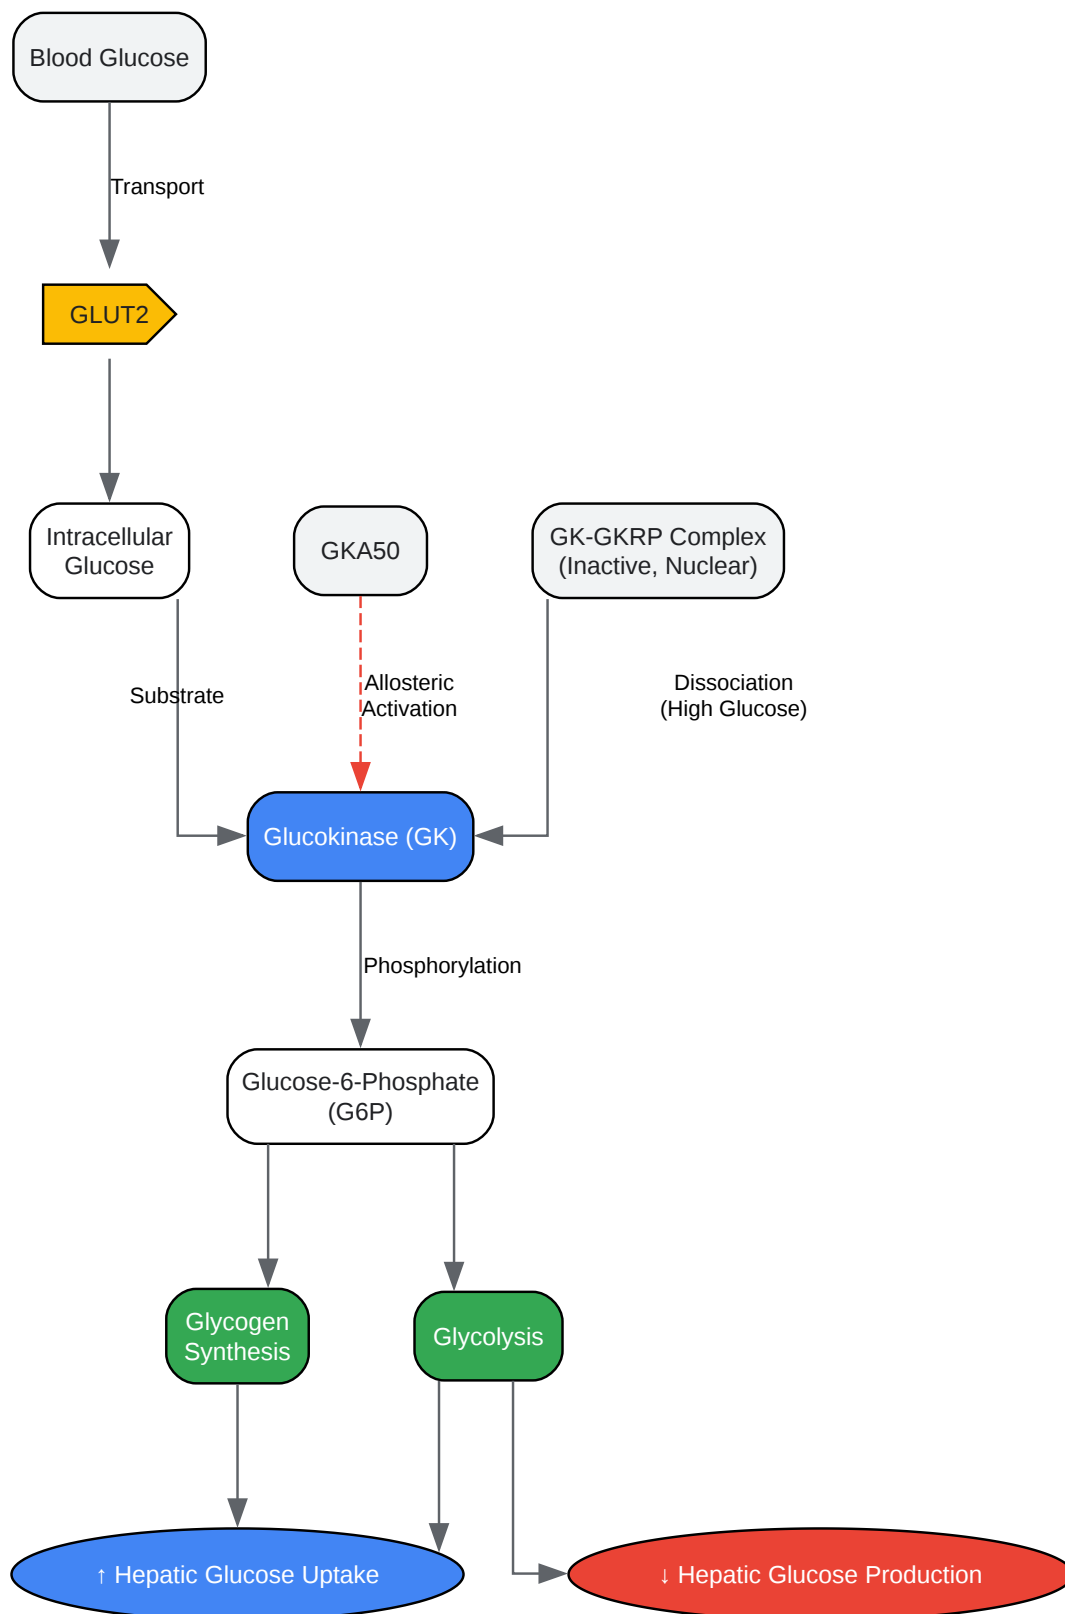 Blood Glucose
Transport
GLUT2
Intracellular
Glucose
GKA50
GK-GKRP Complex
(Inactive, Nuclear)
Substrate
Allosteric
Activation
Dissociation
(High Glucose)
Glucokinase (GK)
Phosphorylation
Glucose-6-Phosphate
(G6P)
Glycogen
Synthesis
Glycolysis
↑ Hepatic Glucose Uptake
↓ Hepatic Glucose Production